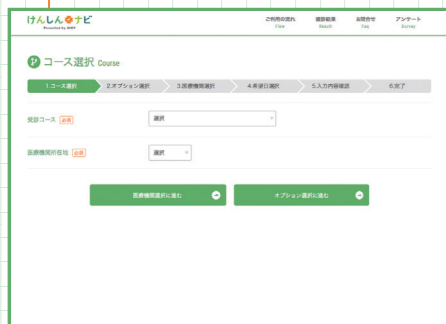 けんしんナビ
Presented by JMDY
ご利用の流れ
Flow
健診結果
Result
お問合せ
Faq
アンケート
Survey
コース選択 Course
1.コース選択
2.オプション選択
3.医療機関選択
4.希望日選択
5.入力内容確認
6.完了
受診コース 必須
選択
医療機関所在地 必須
選択
医療機関選択に進む
オプション選択に進む